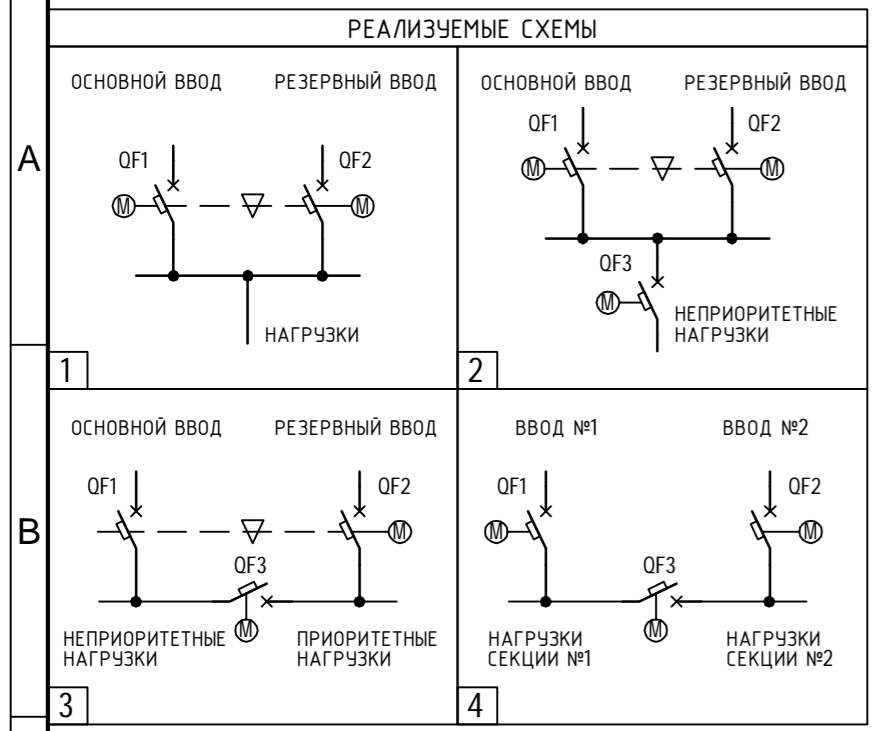 РЕАЛИЗУЕМЫЕ СХЕМЫ
A
ОСНОВНОЙ ВВОД
РЕЗЕРВНЫЙ ВВОД
QF1
QF2
M
M
НАГРУЗКИ
1
ОСНОВНОЙ ВВОД
РЕЗЕРВНЫЙ ВВОД
QF1
QF2
M
M
QF3
M
НЕПРИОРИТЕТНЫЕ
НАГРУЗКИ
2
B
ОСНОВНОЙ ВВОД
РЕЗЕРВНЫЙ ВВОД
QF1
QF2
M
QF3
M
НЕПРИОРИТЕТНЫЕ
НАГРУЗКИ
ПРИОРИТЕТНЫЕ
НАГРУЗКИ
3
ВВОД №1
ВВОД №2
QF1
QF2
M
M
QF3
M
НАГРУЗКИ
СЕКЦИИ №1
НАГРУЗКИ
СЕКЦИИ №2
4